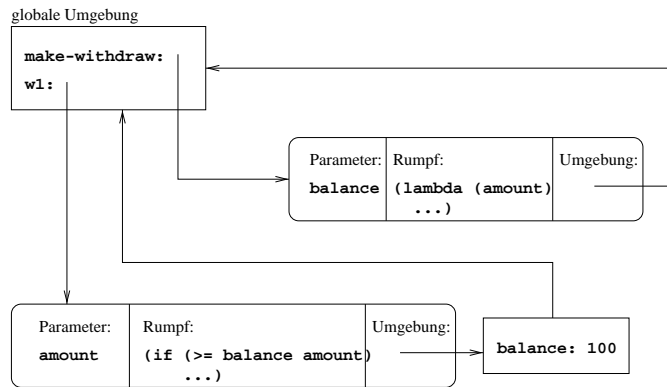 globale Umgebung
make-withdraw:
w1:
Parameter: Rumpf: Umgebung:
balance (lambda (amount)
...)
Parameter: Rumpf: Umgebung:
amount (if (>= balance amount)
...)
balance: 100